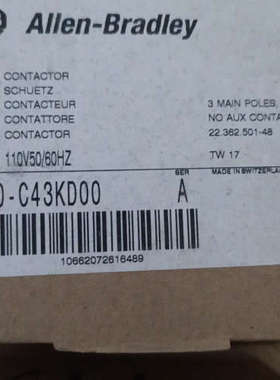 Allen-Bradley
CONTACTOR
SCHUETZ
CONTACTEUR 3 MAIN POLES,
CONTATTORE NO AUX CONTA
CONTACTOR 22.362.501-48
110V50/60HZ TW 17
SER MADE IN SWITZERLAN
-C43KD00 A
10662072616489